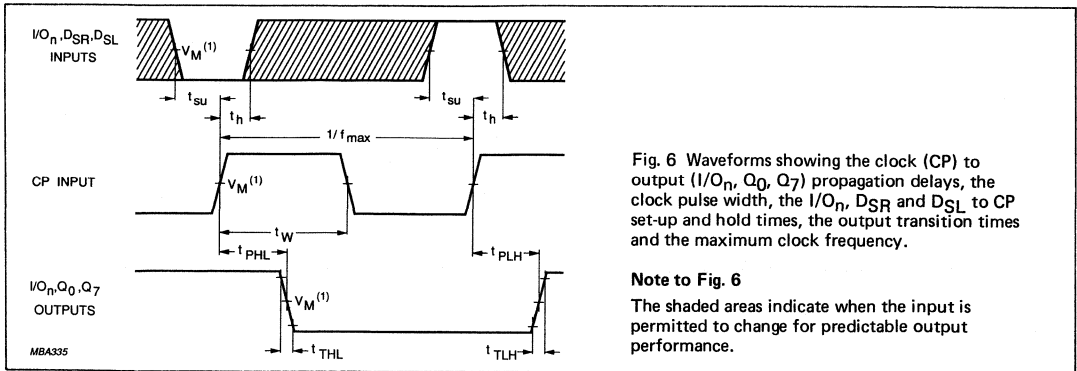 I/On,DSR,DSL
INPUTS
VM(1)
tsu
th
tsu
th
1/fmax
CP INPUT
VM(1)
tW
tPHL
tPLH
I/On,Q0,Q7
OUTPUTS
VM(1)
MBA335
tTHL
tTLH
Fig. 6 Waveforms showing the clock (CP) to
output (I/On, Q0, Q7) propagation delays, the
clock pulse width, the I/On, DSR and DSL to CP
set-up and hold times, the output transition times
and the maximum clock frequency.
Note to Fig. 6
The shaded areas indicate when the input is
permitted to change for predictable output
performance.